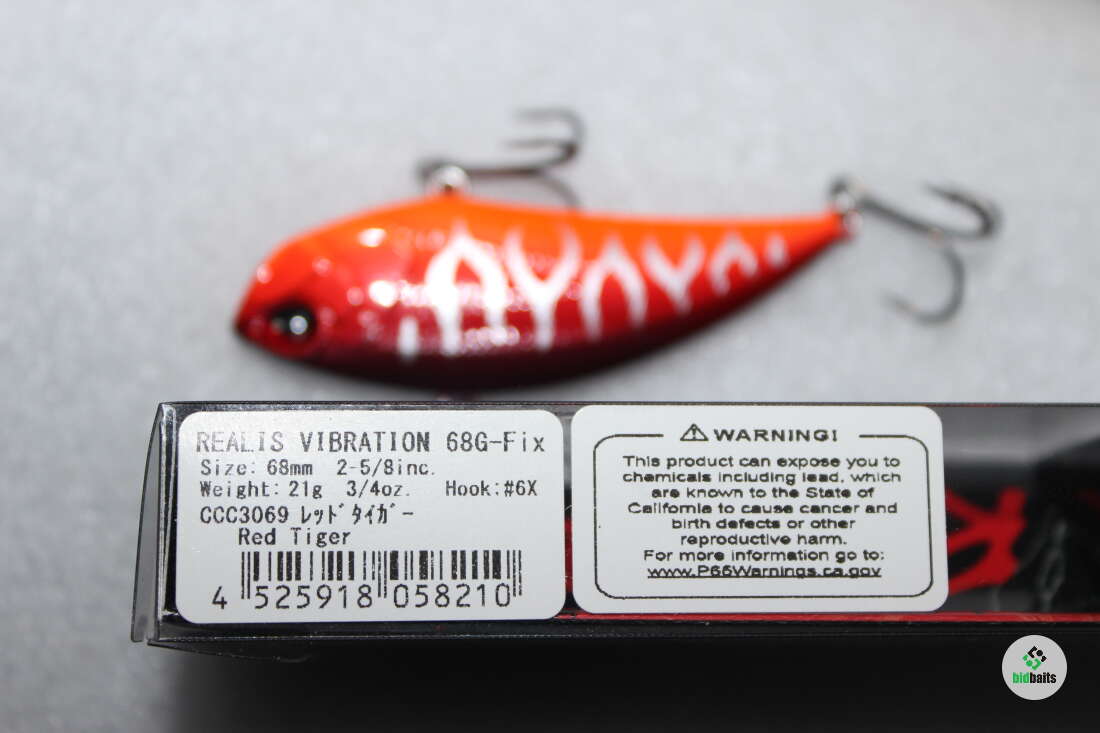 REALIS VIBRATION 68G-Fix
Size: 68mm 2-5/8inc.
Weight: 21g 3/4oz. Hook:#6X
CCC3069 ﾚｯﾄﾞﾀｲｶﾞｰ
Red Tiger
4 525918 058210
WARNING!
This product can expose you to
chemicals including lead, which
are known to the State of
California to cause cancer and
birth defects or other
reproductive harm.
For more information go to:
www.P65Warnings.ca.gov
bidbaits